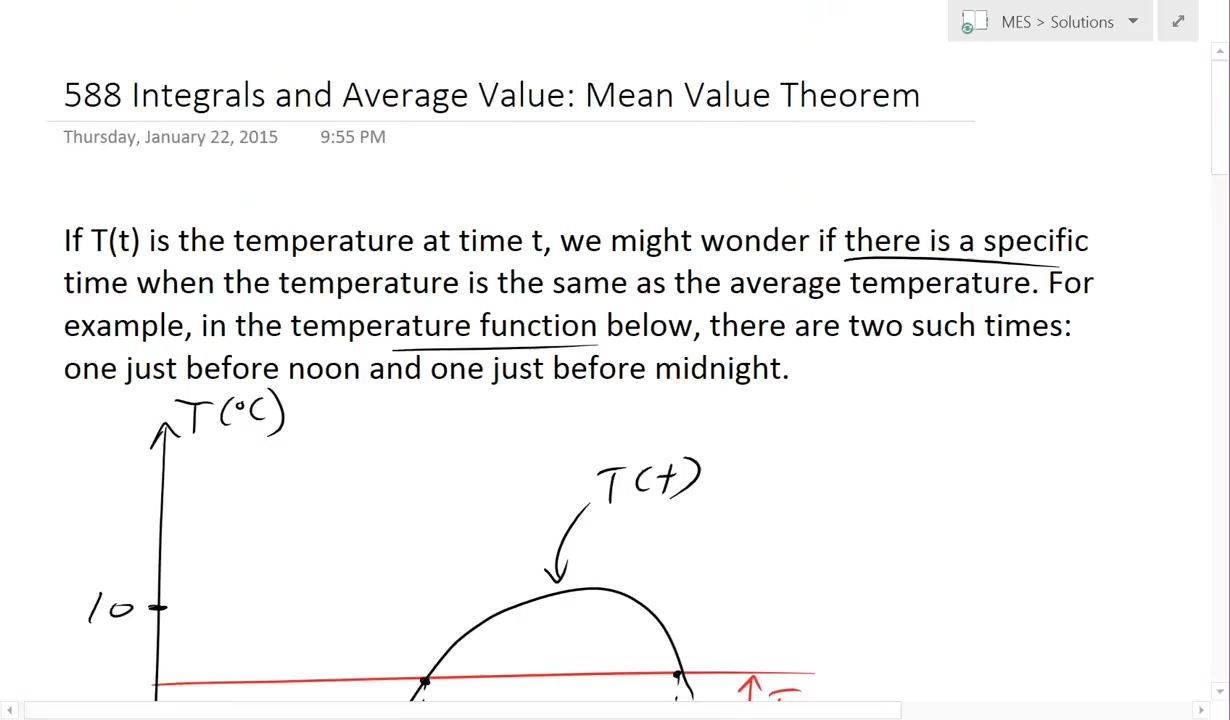 MES > Solutions
588 Integrals and Average Value: Mean Value Theorem
Thursday, January 22, 2015 9:55 PM
If T(t) is the temperature at time t, we might wonder if there is a specific
time when the temperature is the same as the average temperature. For
example, in the temperature function below, there are two such times:
one just before noon and one just before midnight.
T(°C)
T(t)
10